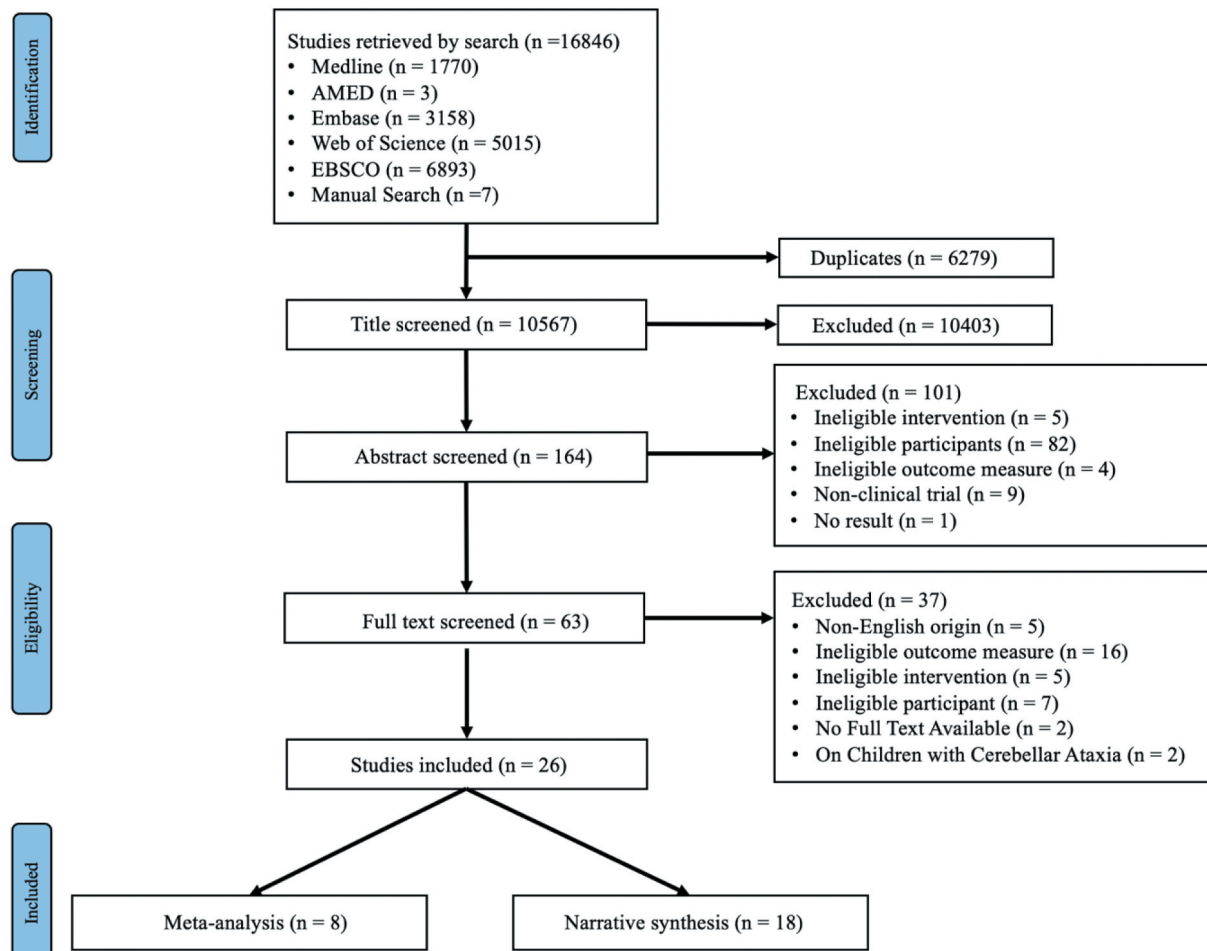 Identification
Studies retrieved by search (n =16846)
• Medline (n = 1770)
• AMED (n = 3)
• Embase (n = 3158)
• Web of Science (n = 5015)
• EBSCO (n = 6893)
• Manual Search (n =7)
Duplicates (n = 6279)
Screening
Title screened (n = 10567)
Excluded (n = 10403)
Abstract screened (n = 164)
Excluded (n = 101)
• Ineligible intervention (n = 5)
• Ineligible participants (n = 82)
• Ineligible outcome measure (n = 4)
• Non-clinical trial (n = 9)
• No result (n = 1)
Eligibility
Full text screened (n = 63)
Excluded (n = 37)
• Non-English origin (n = 5)
• Ineligible outcome measure (n = 16)
• Ineligible intervention (n = 5)
• Ineligible participant (n = 7)
• No Full Text Available (n = 2)
• On Children with Cerebellar Ataxia (n = 2)
Studies included (n = 26)
Included
Meta-analysis (n = 8)
Narrative synthesis (n = 18)